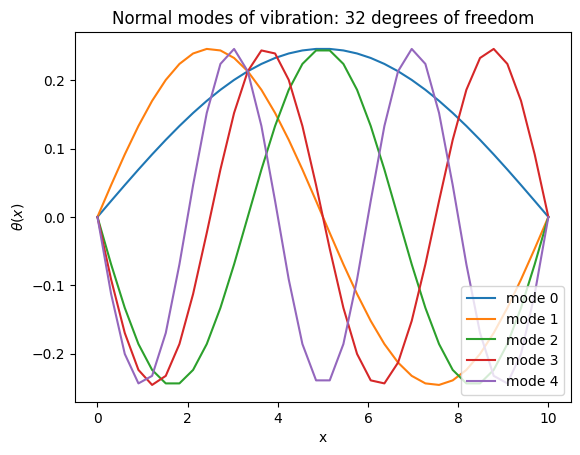 Normal modes of vibration: 32 degrees of freedom
0.2
0.1
0.0
−0.1
−0.2
θ(x)
0
2
4
6
8
10
x
mode 0
mode 1
mode 2
mode 3
mode 4